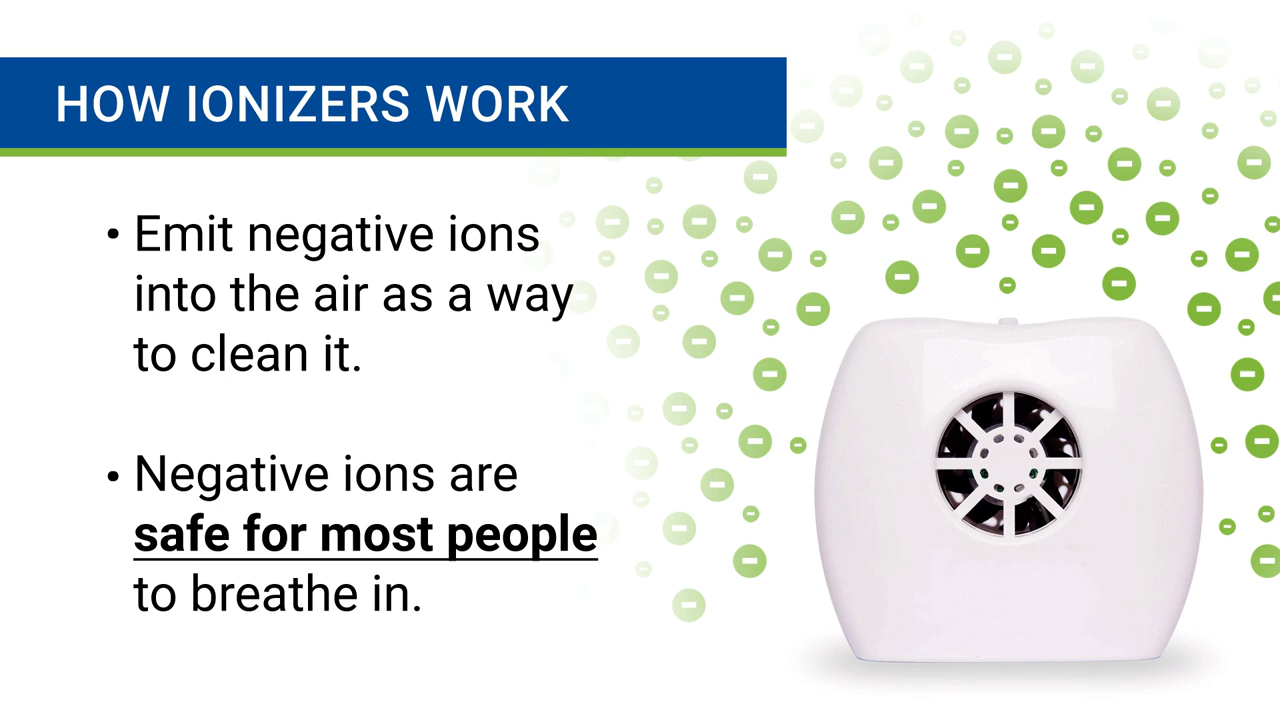 HOW IONIZERS WORK
• Emit negative ions
into the air as a way
to clean it.
• Negative ions are
safe for most people
to breathe in.